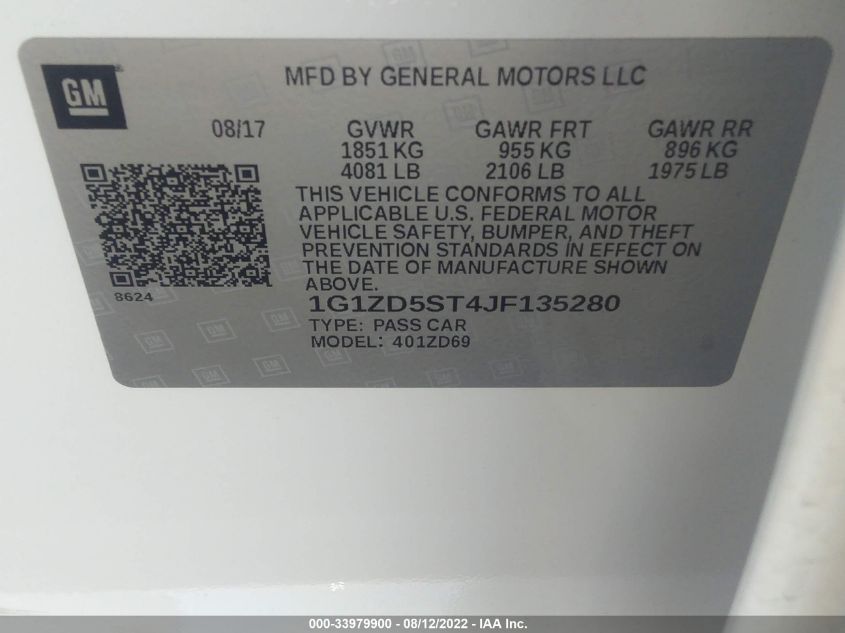 GM
MFD BY GENERAL MOTORS LLC
08/17 GVWR GAWR FRT GAWR RR
1851 KG 955 KG 896 KG
4081 LB 2106 LB 1975 LB
THIS VEHICLE CONFORMS TO ALL
APPLICABLE U.S. FEDERAL MOTOR
VEHICLE SAFETY, BUMPER, AND THEFT
PREVENTION STANDARDS IN EFFECT ON
THE DATE OF MANUFACTURE SHOWN
ABOVE.
8624
1G1ZD5ST4JF135280
TYPE: PASS CAR
MODEL: 401ZD69
000-33979900 - 08/12/2022 - IAA Inc.